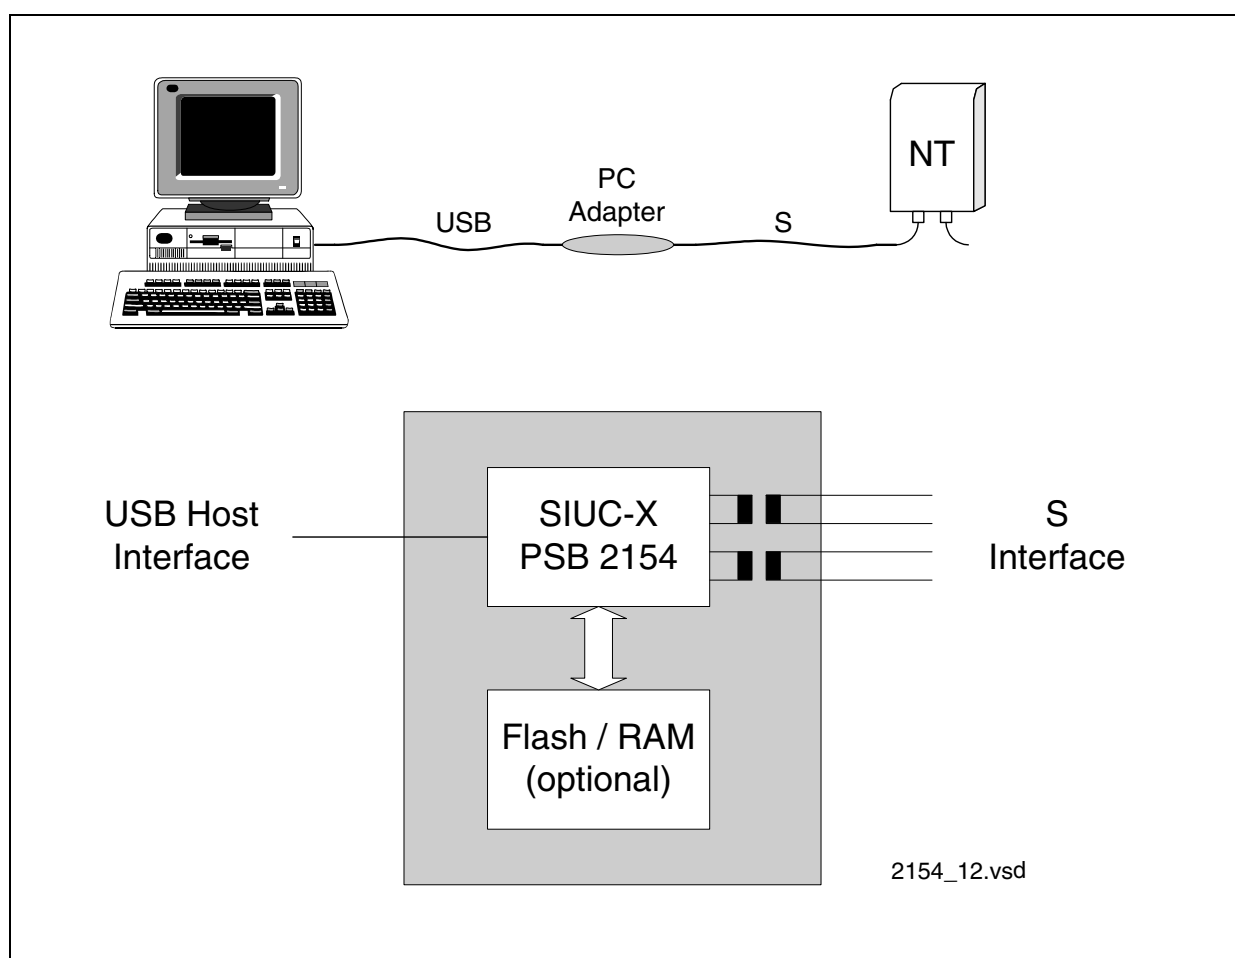 NT
PC
Adapter
USB
S
USB Host
Interface
SIUC-X
PSB 2154
S
Interface
Flash / RAM
(optional)
2154_12.vsd